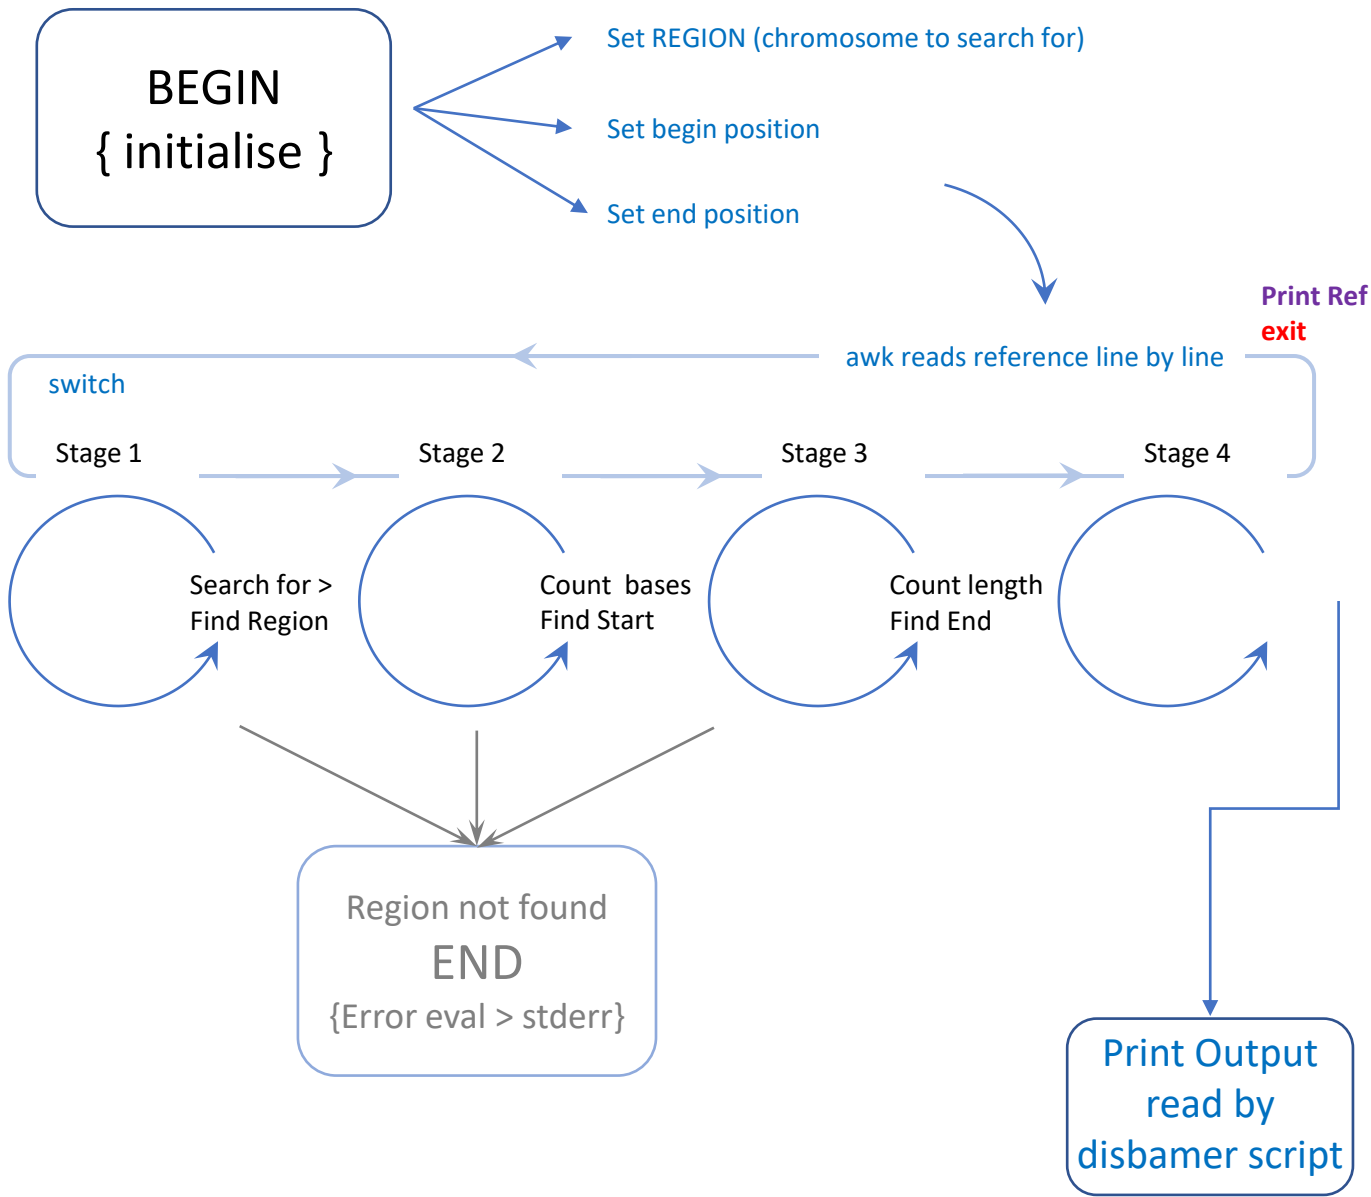 BEGIN
{ initialise }
Set REGION (chromosome to search for)
Set begin position
Set end position
Print Ref
exit
awk reads reference line by line
switch
Stage 1
Stage 2
Stage 3
Stage 4
Search for >
Find Region
Count  bases
Find Start
Count length
Find End
Region not found
END
{Error eval > stderr}
Print Output
read by
disbamer script